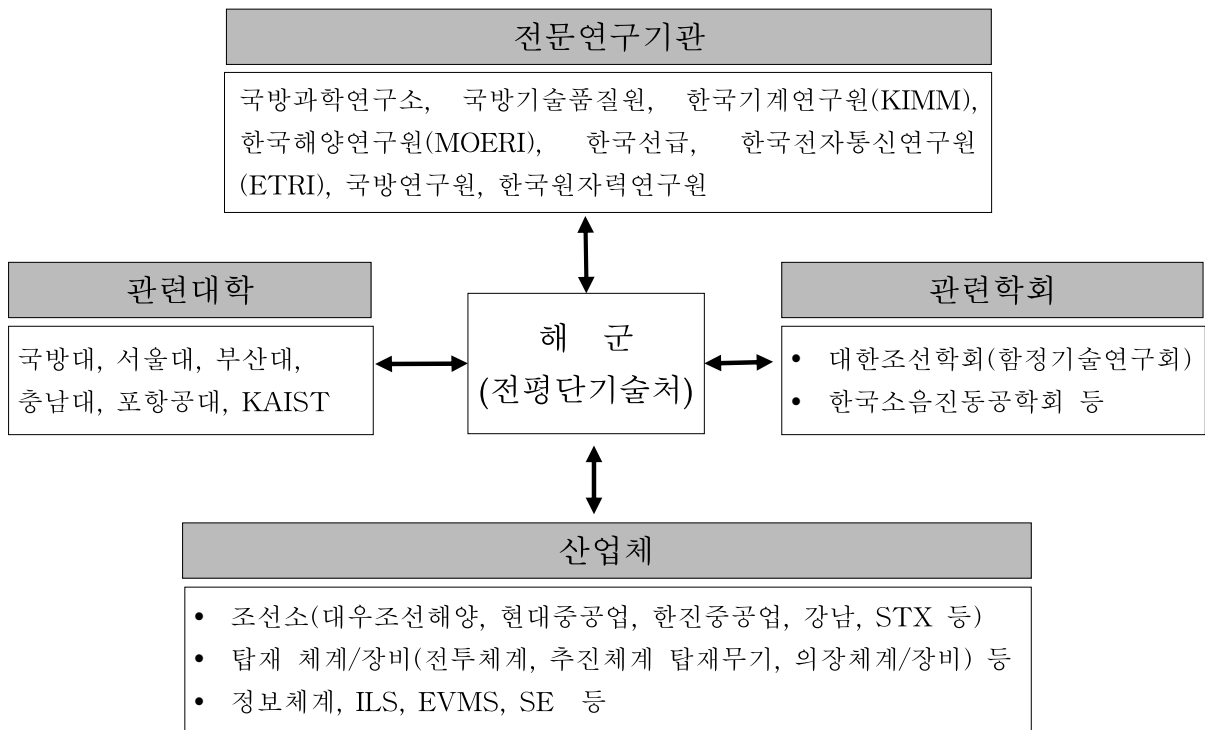 전문연구기관
국방과학연구소, 국방기술품질원, 한국기계연구원(KIMM),
한국해양연구원(MOERI), 한국선급, 한국전자통신연구원
(ETRI), 국방연구원, 한국원자력연구원
관련대학
국방대, 서울대, 부산대,
충남대, 포항공대, KAIST
해 군
(전평단기술처)
관련학회
• 대한조선학회(함정기술연구회)
• 한국소음진동공학회 등
산업체
• 조선소(대우조선해양, 현대중공업, 한진중공업, 강남, STX 등)
• 탑재 체계/장비(전투체계, 추진체계 탑재무기, 의장체계/장비) 등
• 정보체계, ILS, EVMS, SE 등